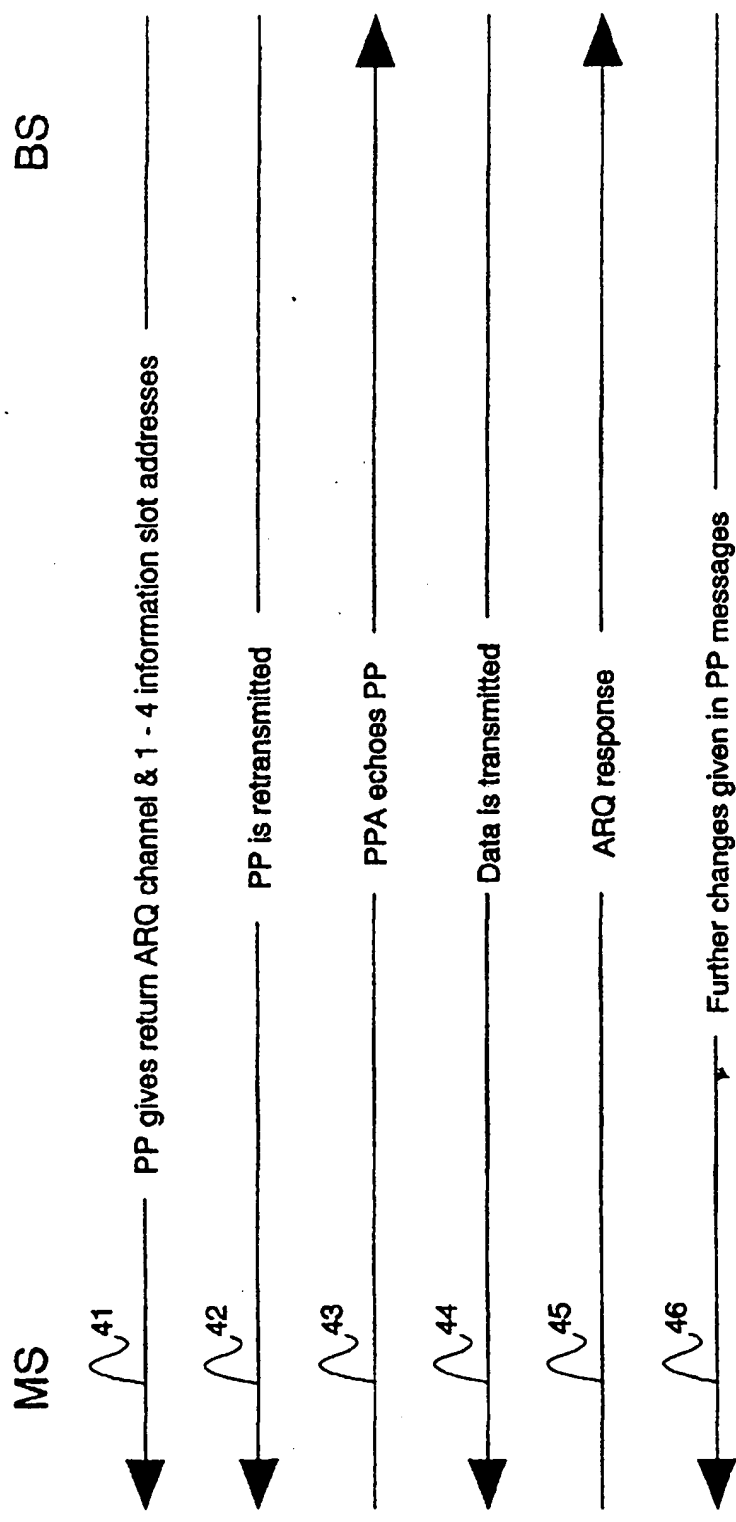 MS BS
41 PP gives return ARQ channel & 1 - 4 information slot addresses
42 PP is retransmitted
43 PPA echoes PP
44 Data is transmitted
45 ARQ response
46 Further changes given in PP messages